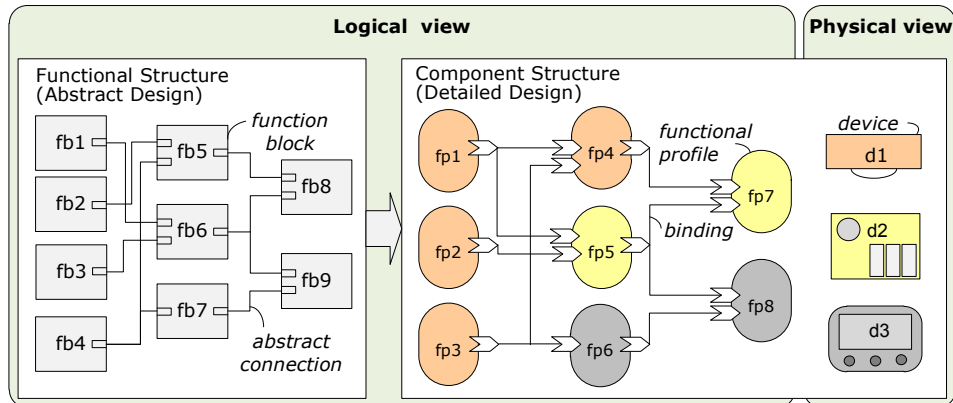 Logical view
Physical view
Functional Structure
(Abstract Design)
fb1
fb2
fb3
fb4
fb5
fb6
fb7
fb8
fb9
function
block
abstract
connection
Component Structure
(Detailed Design)
fp1
fp2
fp3
fp4
fp5
fp6
fp7
fp8
functional
profile
binding
device
d1
d2
d3